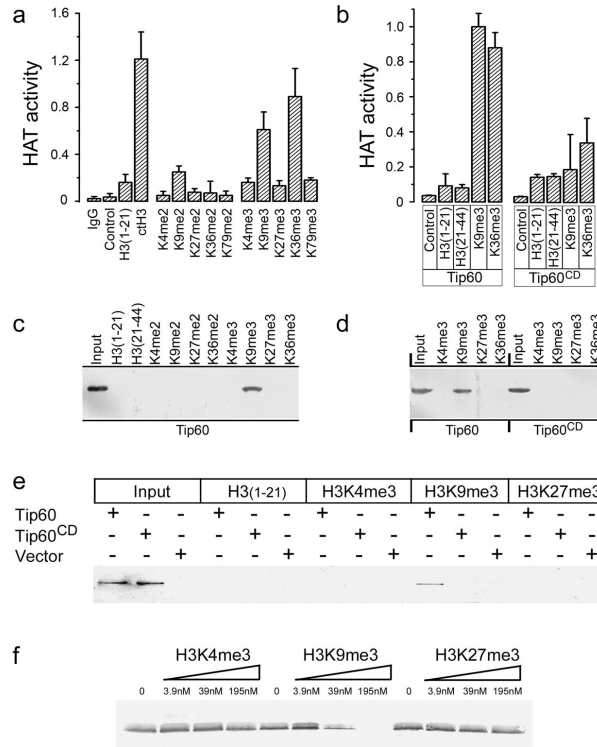 a
HAT activity
1.6
1.2
0.8
0.4
0
IgG
Control
H3(1-21)
ctH3
K4me2
K9me2
K27me2
K36me2
K79me2
K4me3
K9me3
K27me3
K36me3
K79me3
b
HAT activity
1.0
0.8
0.6
0.4
0.2
0
Control
H3(1-21)
H3(21-44)
K9me3
K36me3
Control
H3(1-21)
H3(21-44)
K9me3
K36me3
Tip60
Tip60CD
c
Input
H3(1-21)
H3(21-44)
K4me2
K9me2
K27me2
K36me2
K4me3
K9me3
K27me3
K36me3
Tip60
d
Input
K4me3
K9me3
K27me3
K36me3
Input
K4me3
K9me3
K27me3
K36me3
Tip60
Tip60CD
e
Input H3(1-21) H3K4me3 H3K9me3 H3K27me3
Tip60 + - - + - - + - - + - - + - -
Tip60CD - + - - + - - + - - + - - + -
Vector - - + - - + - - + - - + - - +
f
H3K4me3 H3K9me3 H3K27me3
0 3.9nM 39nM 195nM 0 3.9nM 39nM 195nM 0 3.9nM 39nM 195nM